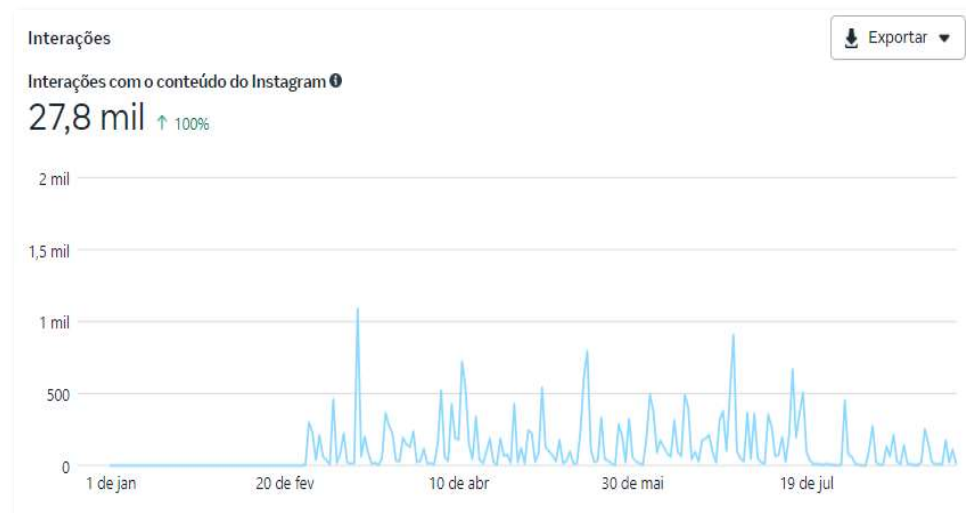 Interações
Exportar
Interações com o conteúdo do Instagram
27,8 mil ↑ 100%
2 mil
1,5 mil
1 mil
500
0
1 de jan
20 de fev
10 de abr
30 de mai
19 de jul